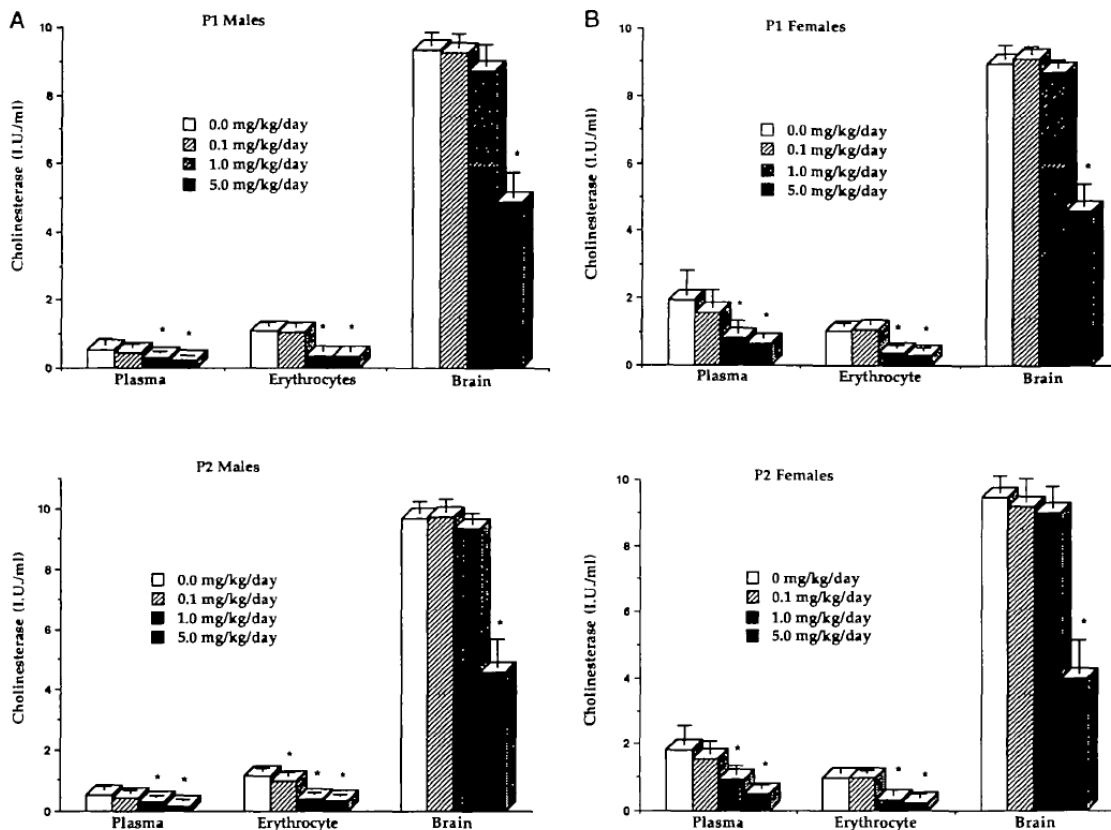 A
P1 Males
Cholinesterase (I.U./ml)
10
8
6
4
2
0
0.0 mg/kg/day
0.1 mg/kg/day
1.0 mg/kg/day
5.0 mg/kg/day
* * * * *
Plasma Erythrocytes Brain
B
P1 Females
Cholinesterase (I.U./ml)
10
8
6
4
2
0
0.0 mg/kg/day
0.1 mg/kg/day
1.0 mg/kg/day
5.0 mg/kg/day
* * * * *
Plasma Erythrocyte Brain
P2 Males
Cholinesterase (I.U./ml)
10
8
6
4
2
0
0.0 mg/kg/day
0.1 mg/kg/day
1.0 mg/kg/day
5.0 mg/kg/day
* * * * * *
Plasma Erythrocyte Brain
P2 Females
Cholinesterase (I.U./ml)
10
8
6
4
2
0
0 mg/kg/day
0.1 mg/kg/day
1.0 mg/kg/day
5.0 mg/kg/day
* * * * *
Plasma Erythrocyte Brain